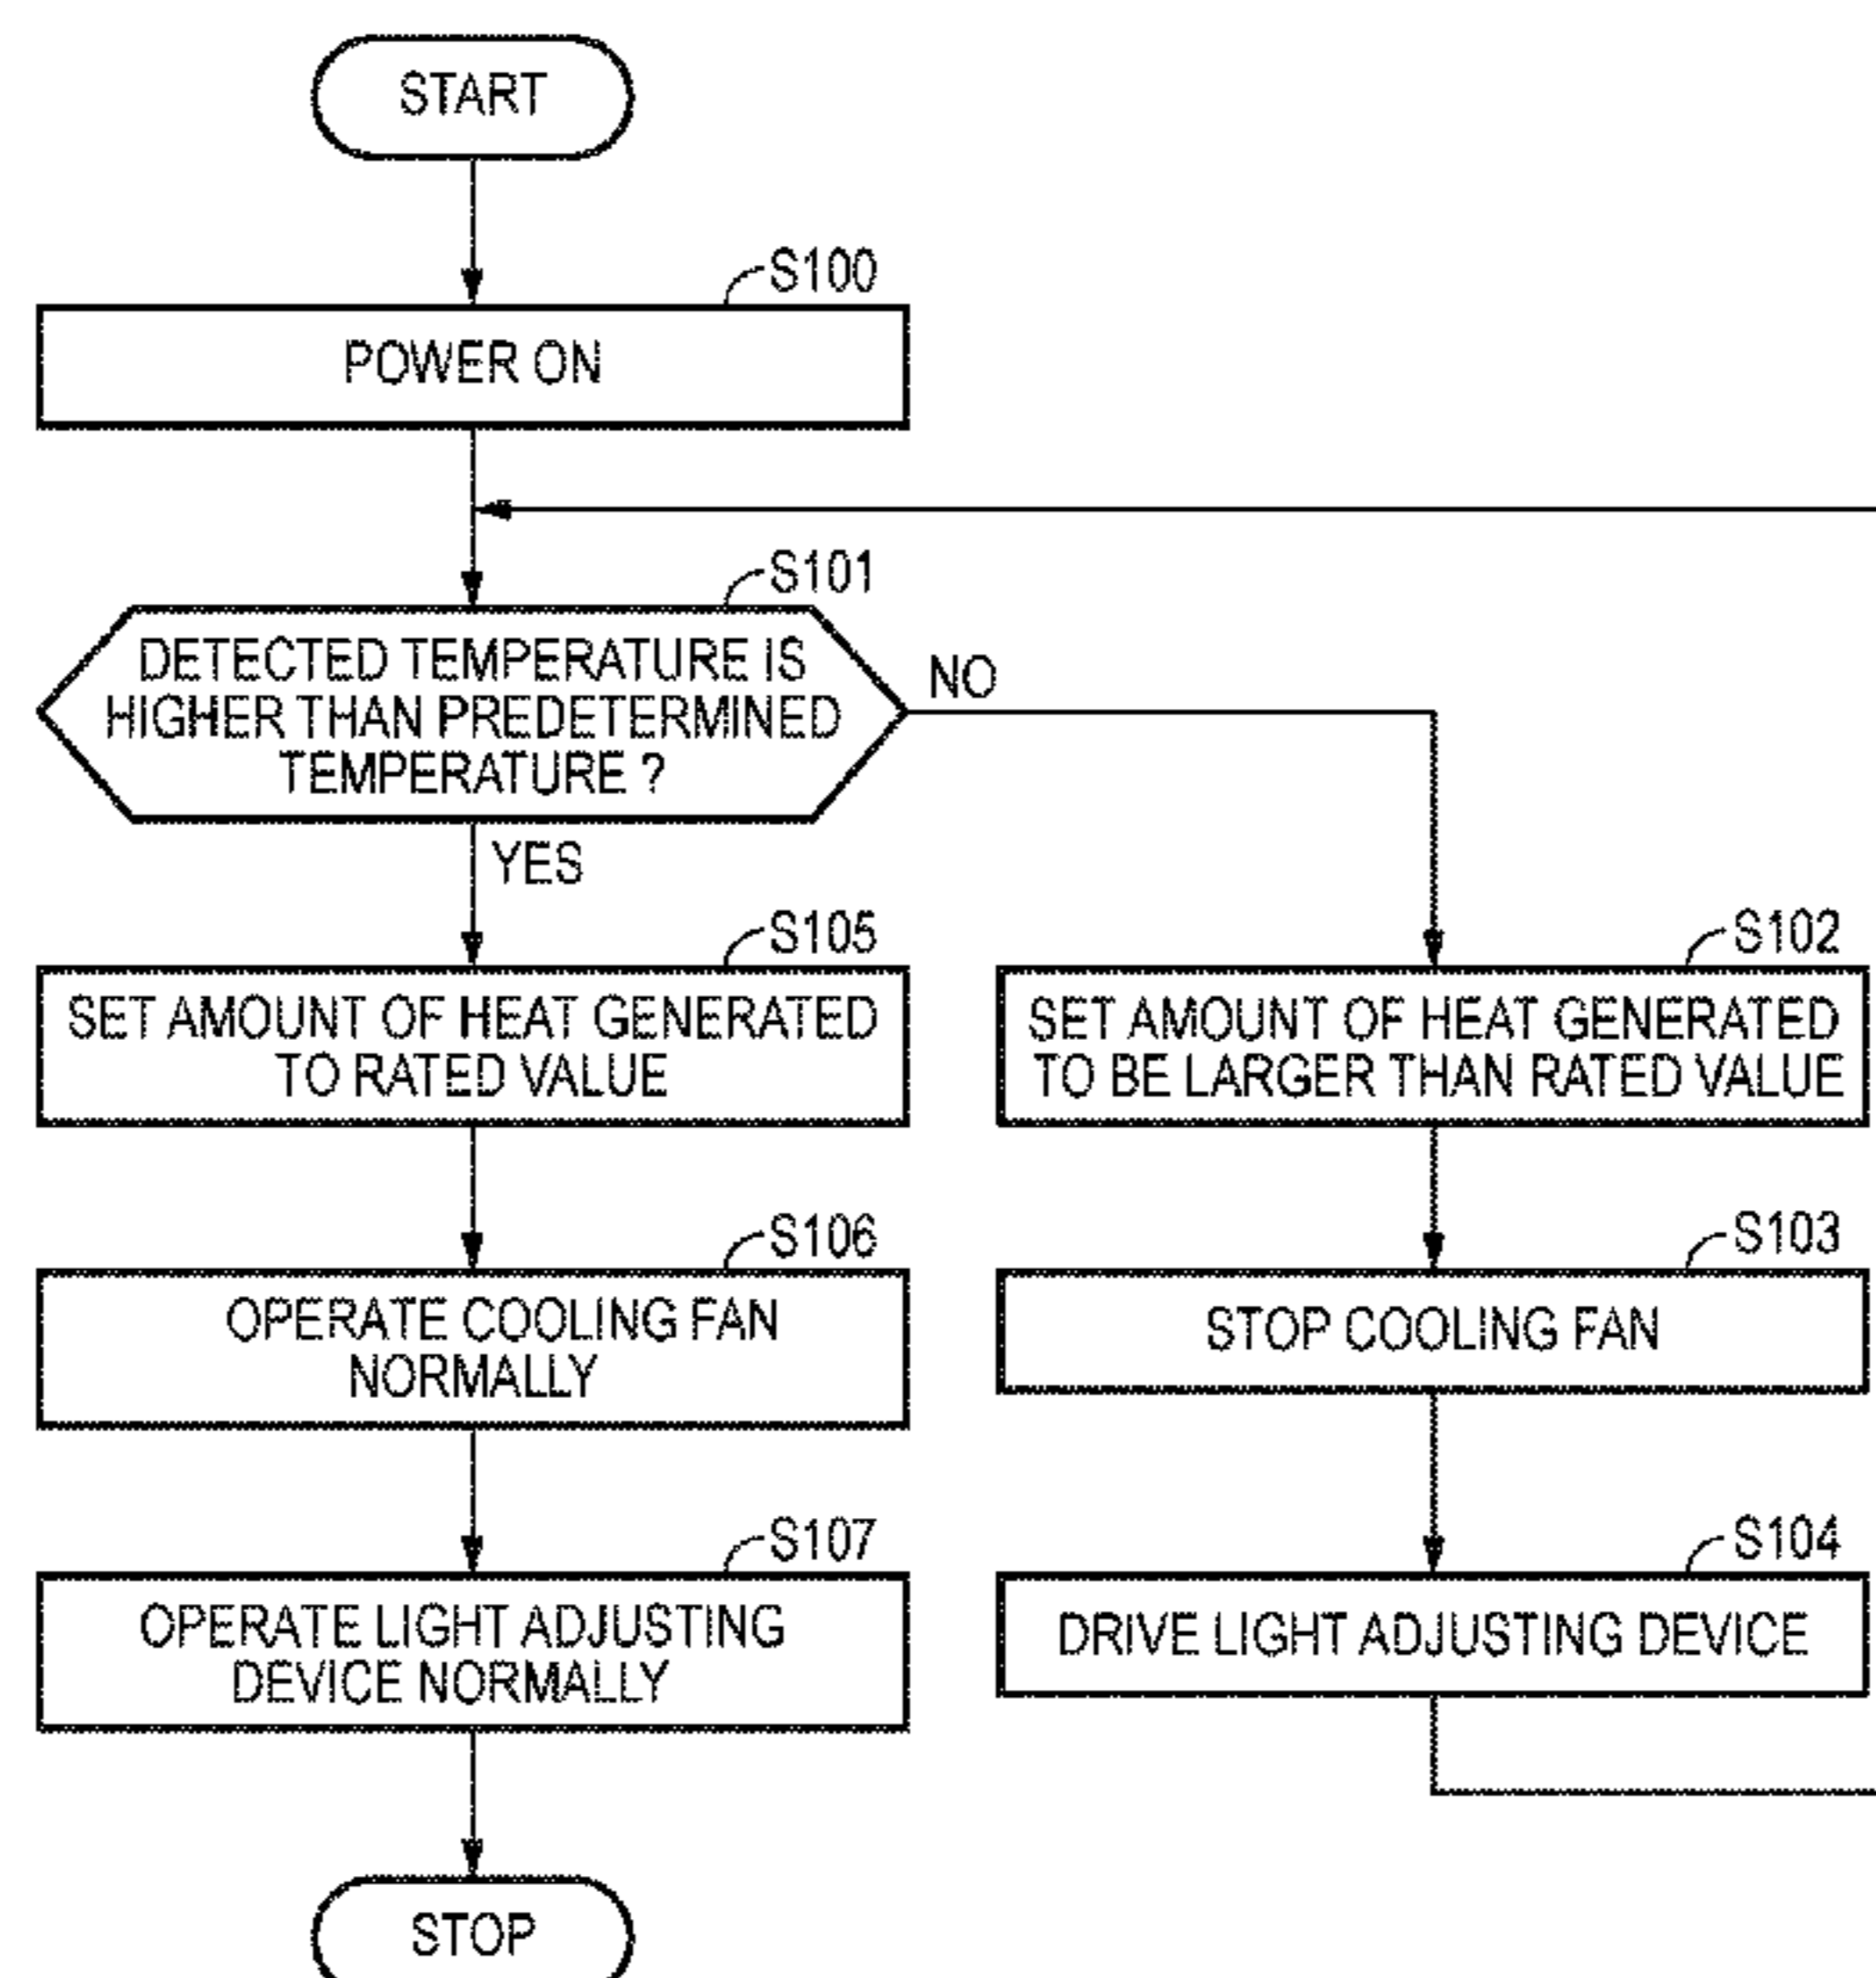 START
S100
POWER ON
S101
DETECTED TEMPERATURE IS
HIGHER THAN PREDETERMINED
TEMPERATURE ?
NO
YES
S105
SET AMOUNT OF HEAT GENERATED
TO RATED VALUE
S102
SET AMOUNT OF HEAT GENERATED
TO BE LARGER THAN RATED VALUE
S106
OPERATE COOLING FAN
NORMALLY
S103
STOP COOLING FAN
S107
OPERATE LIGHT ADJUSTING
DEVICE NORMALLY
S104
DRIVE LIGHT ADJUSTING DEVICE
STOP